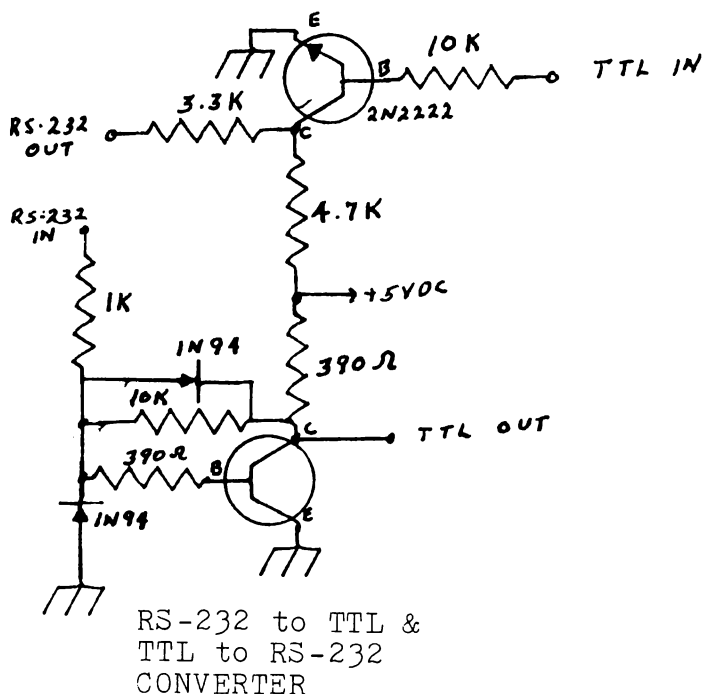 E
10K
TTL IN
B
2N2222
3.3K
C
RS-232
OUT
4.7K
RS-232
IN
+5VDC
1K
1N94
390Ω
10K
C
TTL OUT
390Ω
B
1N94
E
RS-232 to TTL &
TTL to RS-232
CONVERTER